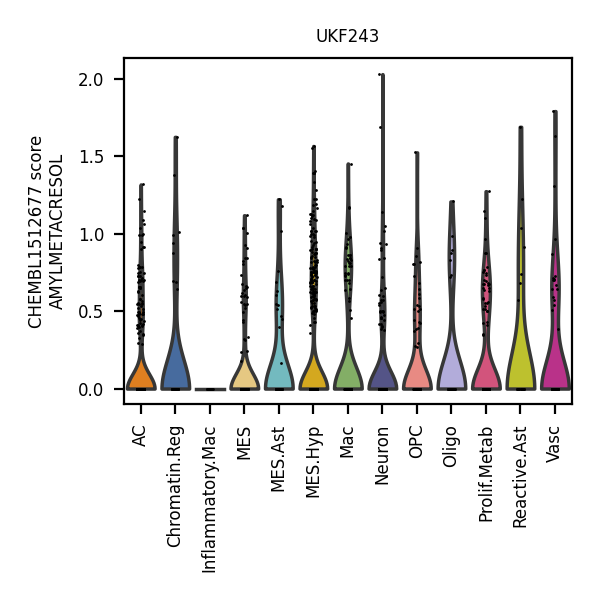 UKF243
CHEMBL1512677 score
AMYLMETACRESOL
2.0
1.5
1.0
0.5
0.0
AC
Chromatin.Reg
Inflammatory.Mac
MES
MES.Ast
MES.Hyp
Mac
Neuron
OPC
Oligo
Prolif.Metab
Reactive.Ast
Vasc